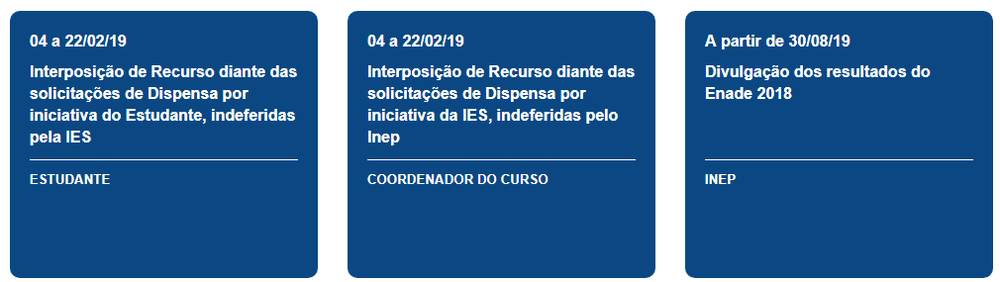 04 a 22/02/19
Interposição de Recurso diante das
solicitações de Dispensa por
iniciativa do Estudante, indeferidas
pela IES
ESTUDANTE
04 a 22/02/19
Interposição de Recurso diante das
solicitações de Dispensa por
iniciativa da IES, indeferidas pelo
Inep
COORDENADOR DO CURSO
A partir de 30/08/19
Divulgação dos resultados do
Enade 2018
INEP